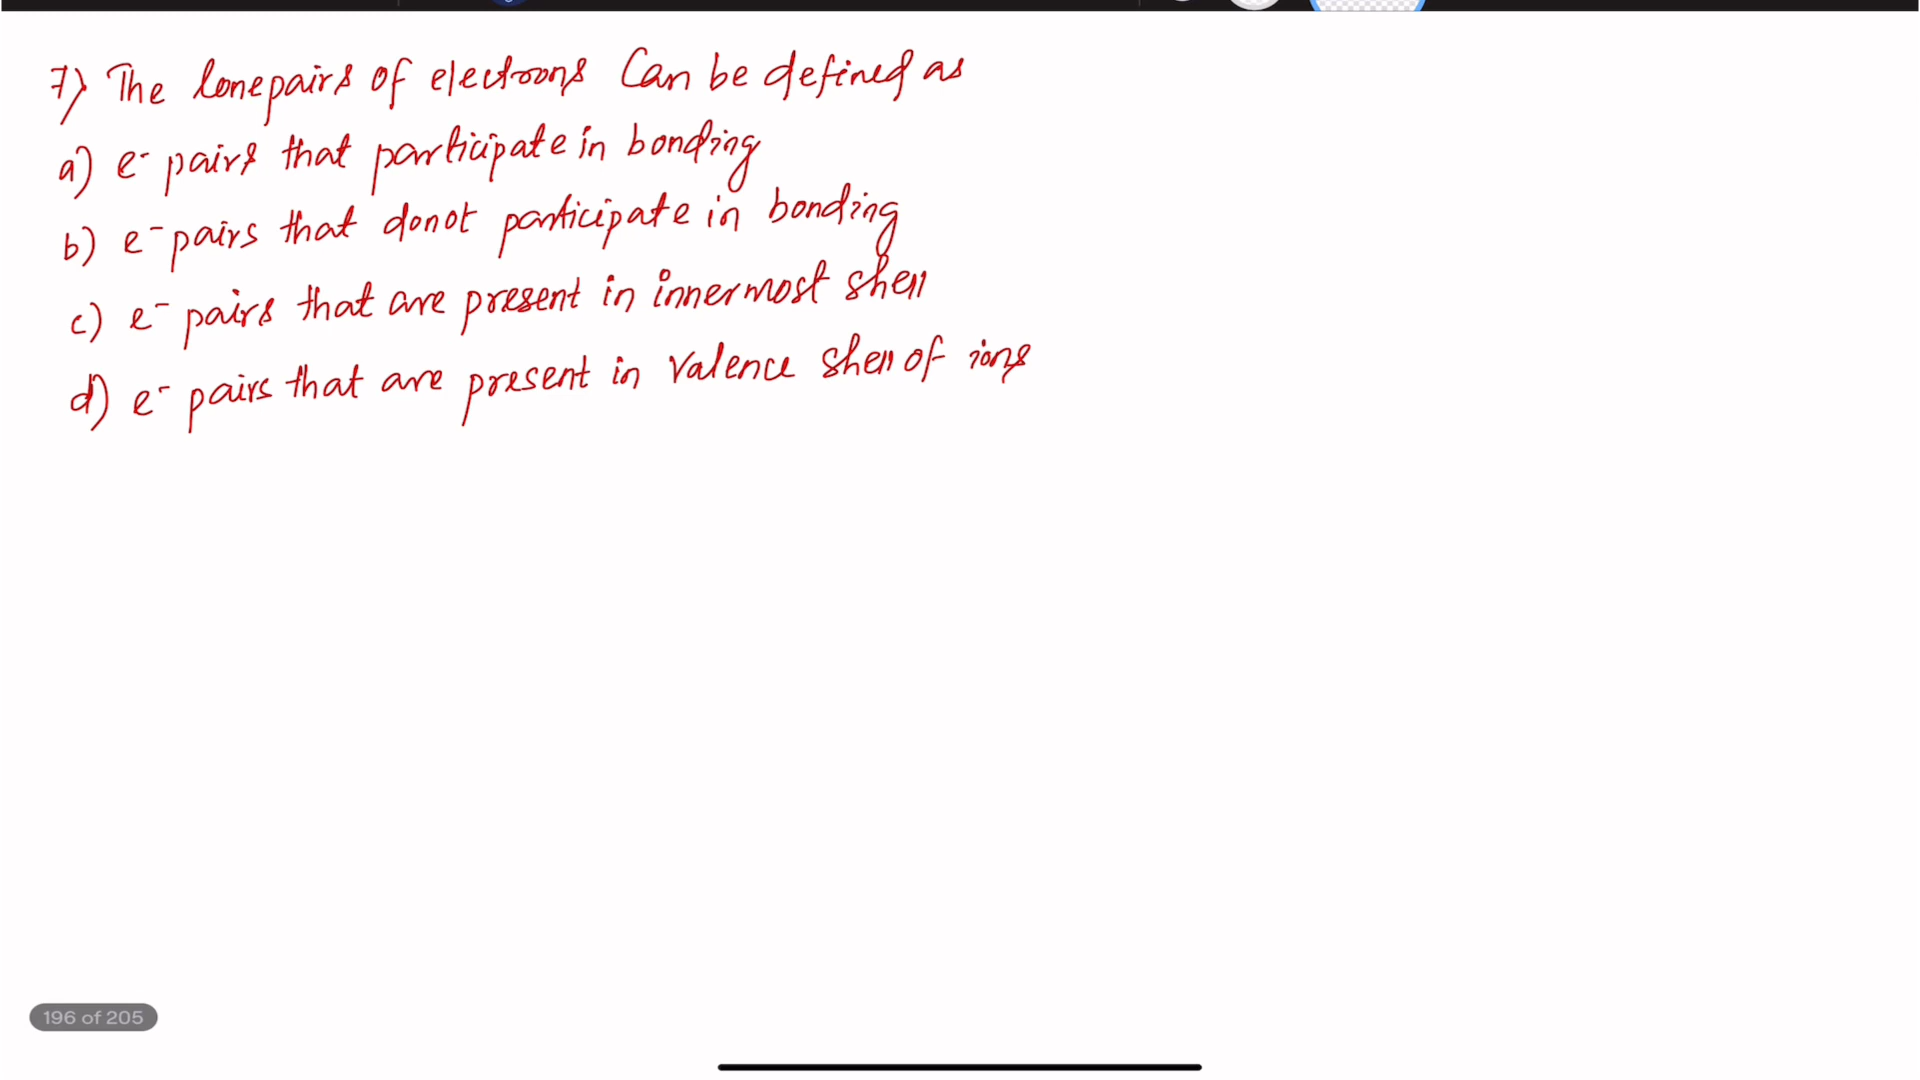 7) The lone pairs of electrons Can be defined as
a) e⁻ pairs that participate in bonding
b) e⁻ pairs that donot participate in bonding
c) e⁻ pairs that are present in innermost shell
d) e⁻ pairs that are present in valence shell of ions
196 of 205